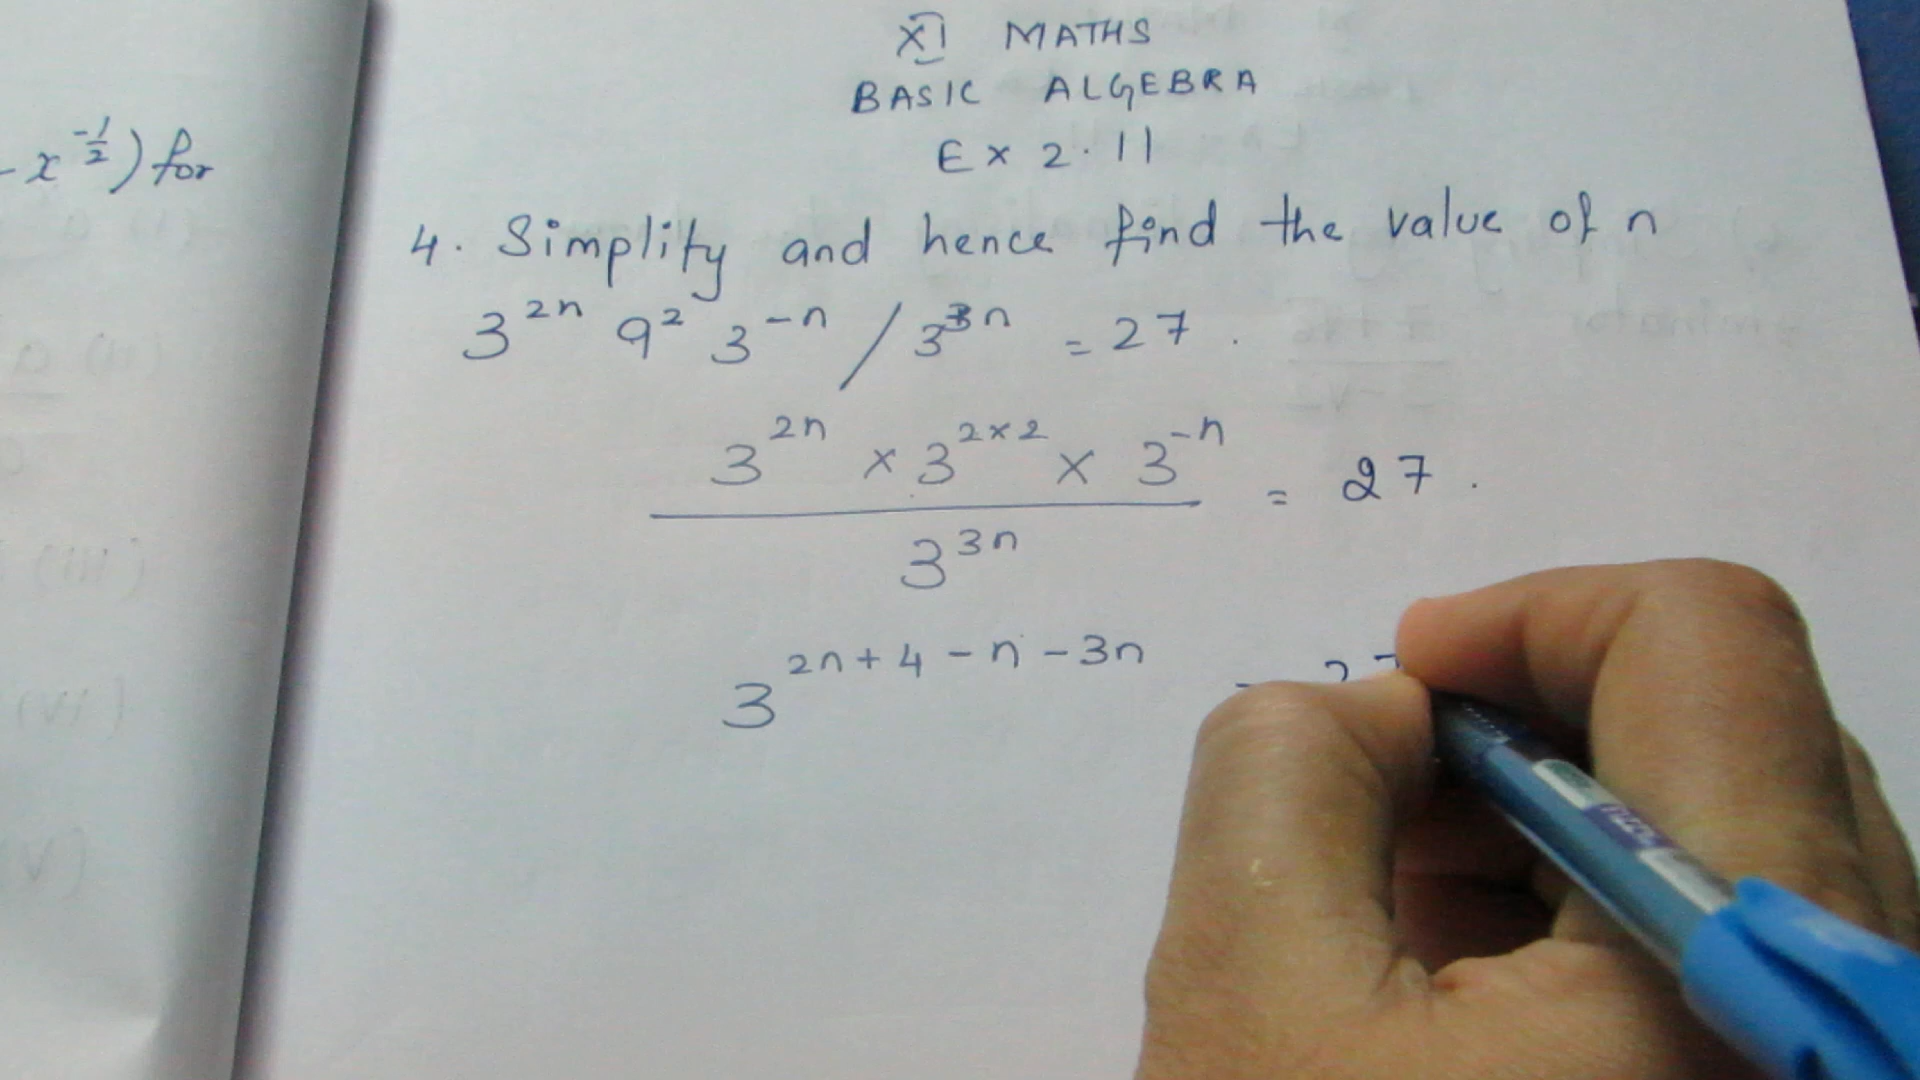 - x^{-1/2}) for
XI MATHS
BASIC ALGEBRA
Ex 2.11
4. Simplify and hence find the value of n
3^{2n} 9^2 3^{-n} / 3^{3n} = 27.
3^{2n} × 3^{2×2} × 3^{-n} / 3^{3n} = 27.
3^{2n+4-n-3n}